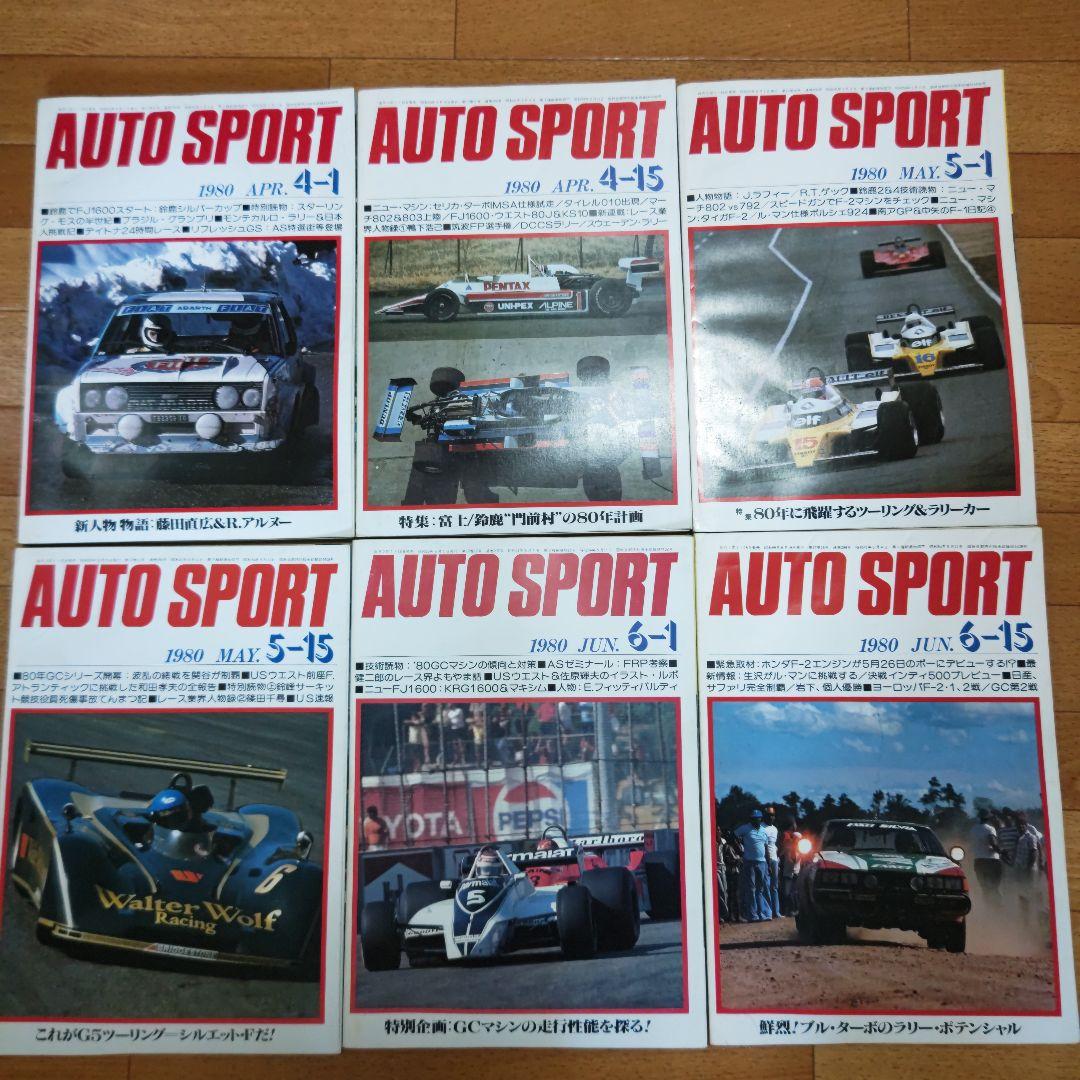 AUTO SPORT
1980 APR. 4-1
■鈴鹿でFJ1600スタート：鈴鹿シルバーカップ■特別読物：スターリン
グ・モスの半世紀■ブラジル・グランプリ■モンテカルロ・ラリー＆日本
人挑戦記■デイトナ24時間レース■リフレッシュGS：AS特選街等登場
FIAT ABARTH FIAT
新人物物語：藤田直広&R.アルヌー
AUTO SPORT
1980 APR. 4-15
■ニュー・マシン：セリカ・ターボMSA仕様試走／タイレル010出現／マー
チ802&803上陸／FJ1600・ウエスト80J&KS10■新連載：レース業
界人物録①鴨下浩己■筑波FP選手権／DCCSラリー／スウェーデン・ラリー
PENTAX
UNI-PEX ALPINE
1
DUNLOP
特集：富士／鈴鹿“門前村”の80年計画
AUTO SPORT
1980 MAY. 5-1
■人物物語：J.ラフィー／R.T.ザック■鈴鹿2&4技術読物：ニュー・マ
ーチ802 vs 792／スピードガンでF-2マシンをチェック■ニュー・マシ
ン：タイガF-2／ル・マン仕様ポルシェ924■南アGP&中矢のF-1日記④
elf
16
elf
15
特集 80年に飛躍するツーリング&ラリーカー
AUTO SPORT
1980 MAY. 5-15
■80年GCシリーズ開幕：波乱の緒戦を関谷が制覇■USウエスト前座F.
アトランティックに挑戦した和田孝夫の全報告■特別読物②鈴峰サーキッ
ト競技役員死傷事故てんまつ記■レース業界人物録②篠田千尋■US速報
6
Walter Wolf
Racing
BRIDGESTONE
これがG5ツーリング＝シルエット・Fだ!
AUTO SPORT
1980 JUN. 6-1
■技術読物：'80GCマシンの傾向と対策■ASゼミナール：FRP考察■
健二郎のレース界よもやま話■USウエスト&佐原輝夫のイラスト・ルポ
■ニューFJ1600：KRG1600&マキシム■人物：E.フィッティパルディ
YOTA
PEPSI
Marlboro
parmalat
5
特別企画：GCマシンの走行性能を探る!
AUTO SPORT
1980 JUN. 6-15
■緊急取材：ホンダF-2エンジンが5月26日のポーにデビューする!?■最
新情報：生沢がル・マンに挑戦する／決戦インディ500プレビュー■日産、
サファリ完全制覇／岩下、個人優勝■ヨーロッパF-2・1、2戦／GC第2戦
鮮烈!ブル・ターボのラリー・ポテンシャル